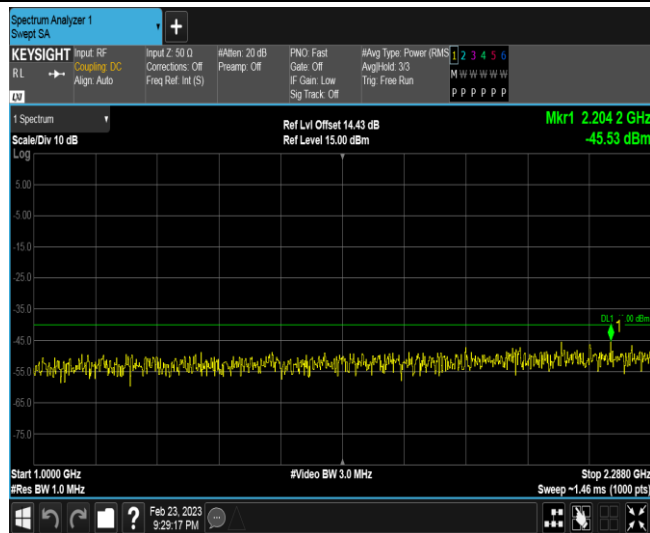 Spectrum Analyzer 1
Swept SA
+
KEYSIGHT
RL
LXI
Input: RF
Coupling: DC
Align: Auto
Input Z: 50 Ω
Corrections: Off
Freq Ref: Int (S)
#Atten: 20 dB
Preamp: Off
PNO: Fast
Gate: Off
IF Gain: Low
Sig Track: Off
#Avg Type: Power (RMS
Avg|Hold: 3/3
Trig: Free Run
1 2 3 4 5 6
M W W W W W
P P P P P P
1 Spectrum
Scale/Div 10 dB
Ref Lvl Offset 14.43 dB
Ref Level 15.00 dBm
Mkr1 2.204 2 GHz
-45.53 dBm
Log
5.00
-5.00
-15.0
-25.0
-35.0
DL1
1
.00 dBm
-45.0
-55.0
-65.0
-75.0
Start 1.0000 GHz
#Res BW 1.0 MHz
#Video BW 3.0 MHz
Stop 2.2880 GHz
Sweep ~1.46 ms (1000 pts)
?
Feb 23, 2023
9:29:17 PM